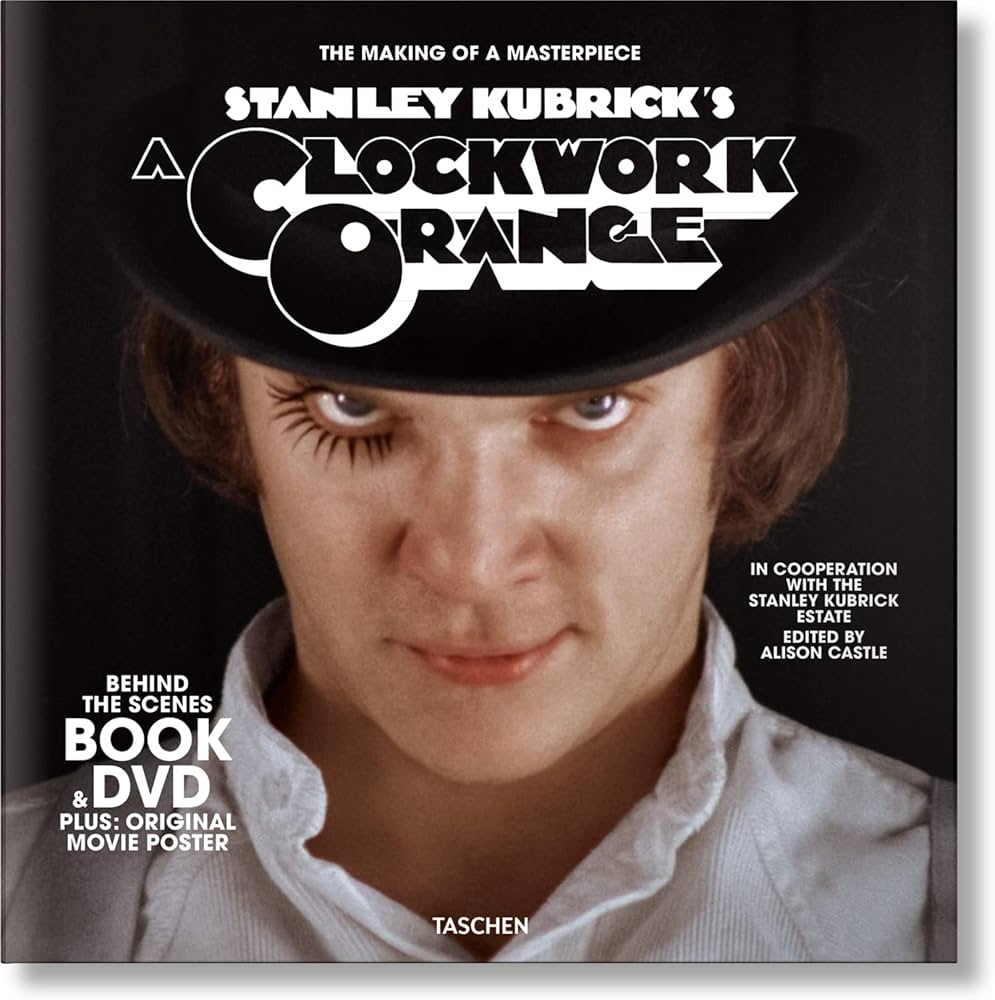 THE MAKING OF A MASTERPIECE
STANLEY KUBRICK'S
A CLOCKWORK
ORANGE
IN COOPERATION
WITH THE
STANLEY KUBRICK
ESTATE
EDITED BY
ALISON CASTLE
BEHIND
THE SCENES
BOOK
& DVD
PLUS: ORIGINAL
MOVIE POSTER
TASCHEN